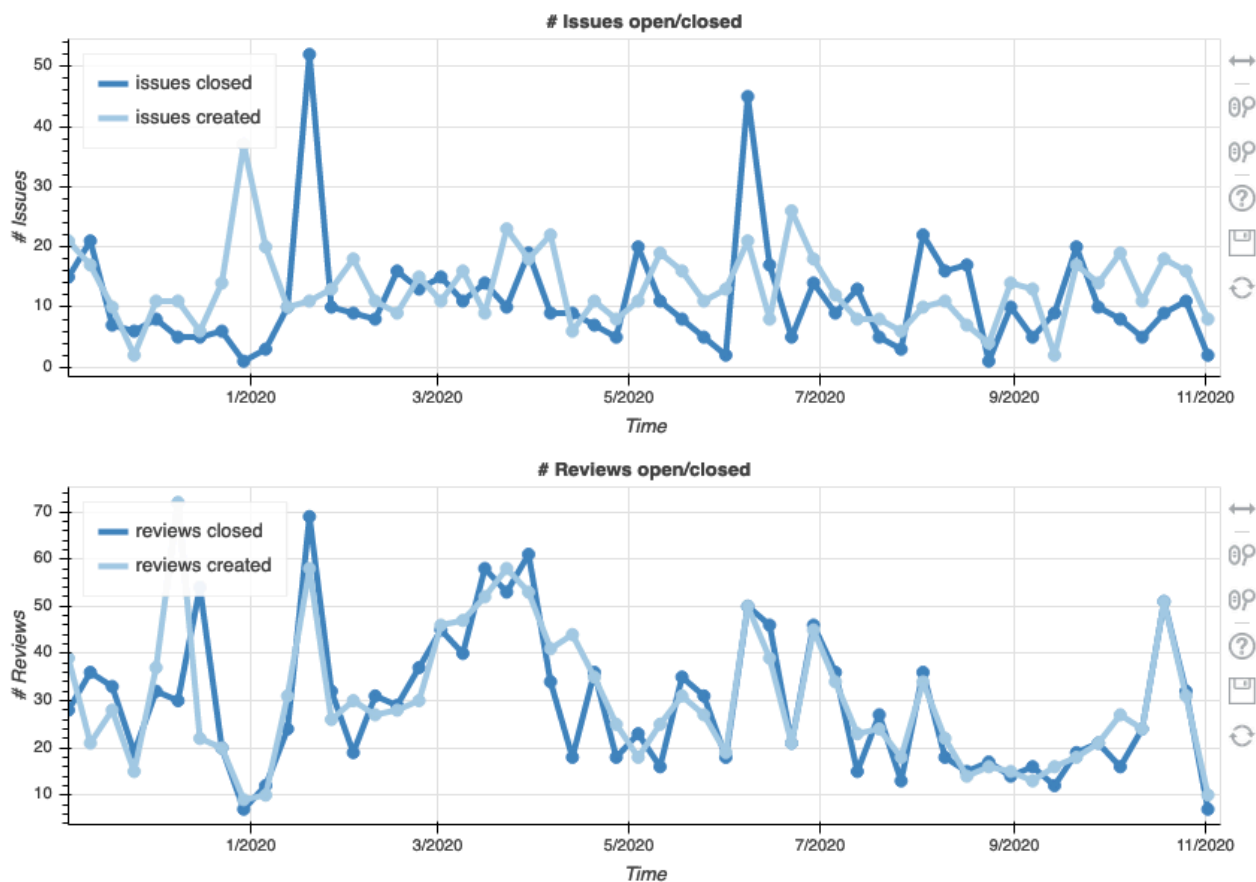 # Issues open/closed
issues closed
issues created
50
40
30
20
10
0
# Issues
1/2020
3/2020
5/2020
7/2020
9/2020
11/2020
Time
?
# Reviews open/closed
reviews closed
reviews created
70
60
50
40
30
20
10
# Reviews
1/2020
3/2020
5/2020
7/2020
9/2020
11/2020
Time
?